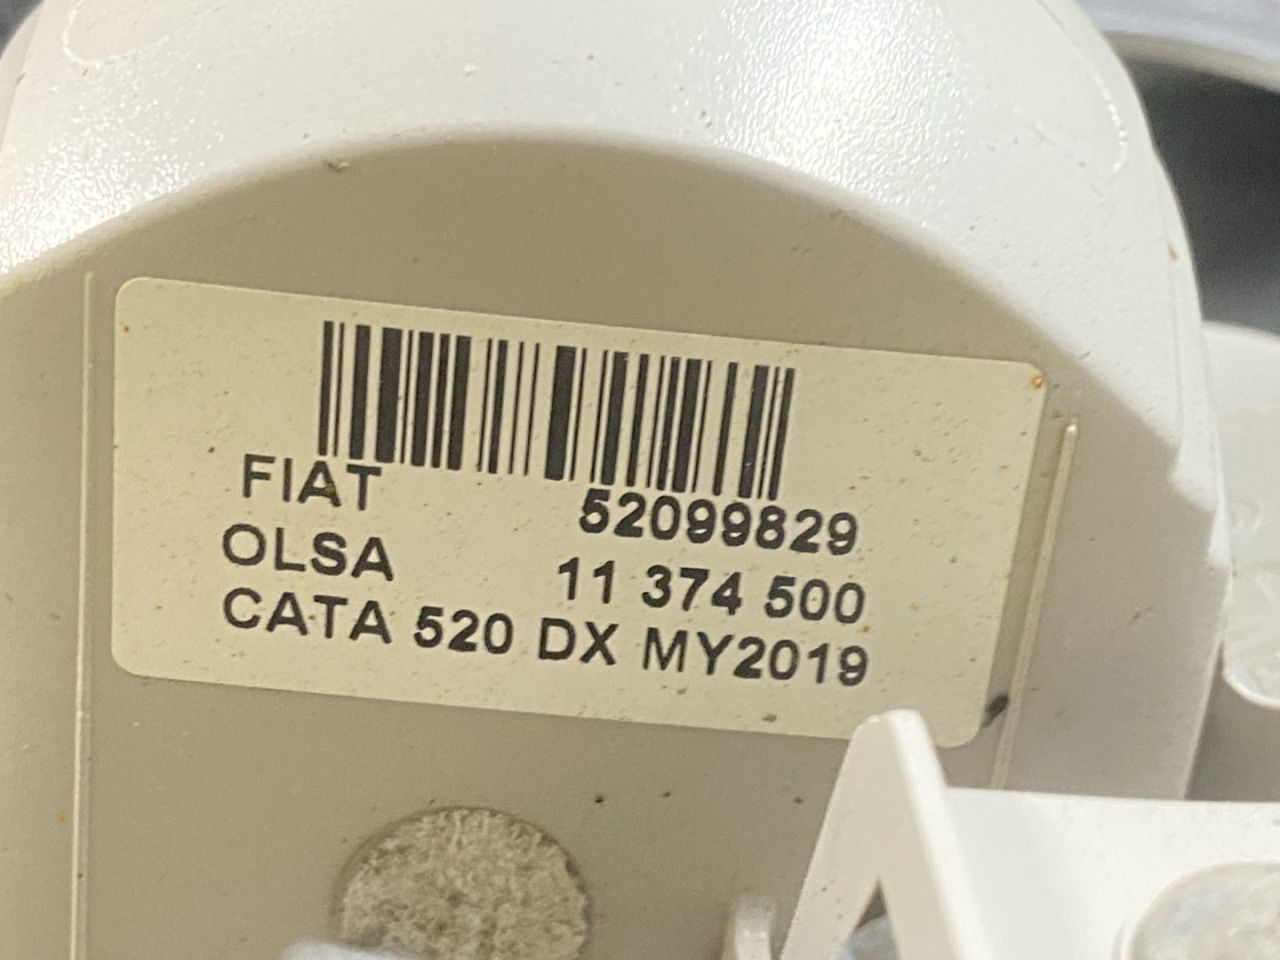 FIAT 52099829
OLSA 11 374 500
CATA 520 DX MY2019